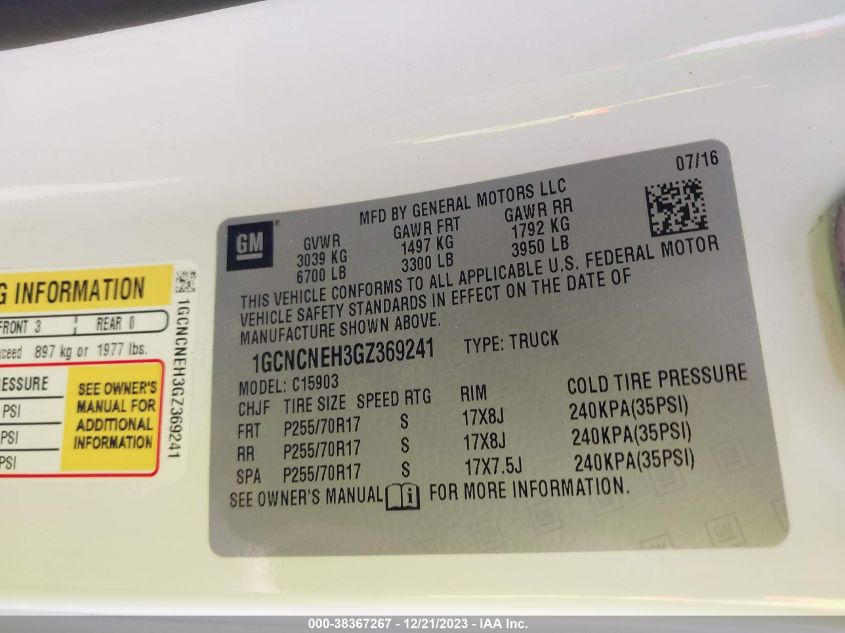 07/16
MFD BY GENERAL MOTORS LLC
GM
GVWR GAWR FRT GAWR RR
3039 KG 1497 KG 1792 KG
6700 LB 3300 LB 3950 LB
THIS VEHICLE CONFORMS TO ALL APPLICABLE U.S. FEDERAL MOTOR
VEHICLE SAFETY STANDARDS IN EFFECT ON THE DATE OF
MANUFACTURE SHOWN ABOVE.
1GCNCNEH3GZ369241 TYPE: TRUCK
MODEL: C15903
CHJF TIRE SIZE SPEED RTG RIM COLD TIRE PRESSURE
FRT P255/70R17 S 17X8J 240KPA(35PSI)
RR P255/70R17 S 17X8J 240KPA(35PSI)
SPA P255/70R17 S 17X7.5J 240KPA(35PSI)
SEE OWNER'S MANUAL FOR MORE INFORMATION.
G INFORMATION
FRONT 3 REAR 0
897 kg or 1977 lbs.
PSI
PSI
PSI
SEE OWNER'S
MANUAL FOR
ADDITIONAL
INFORMATION
1GCNCNEH3GZ369241
000-38367267 - 12/21/2023 - IAA Inc.